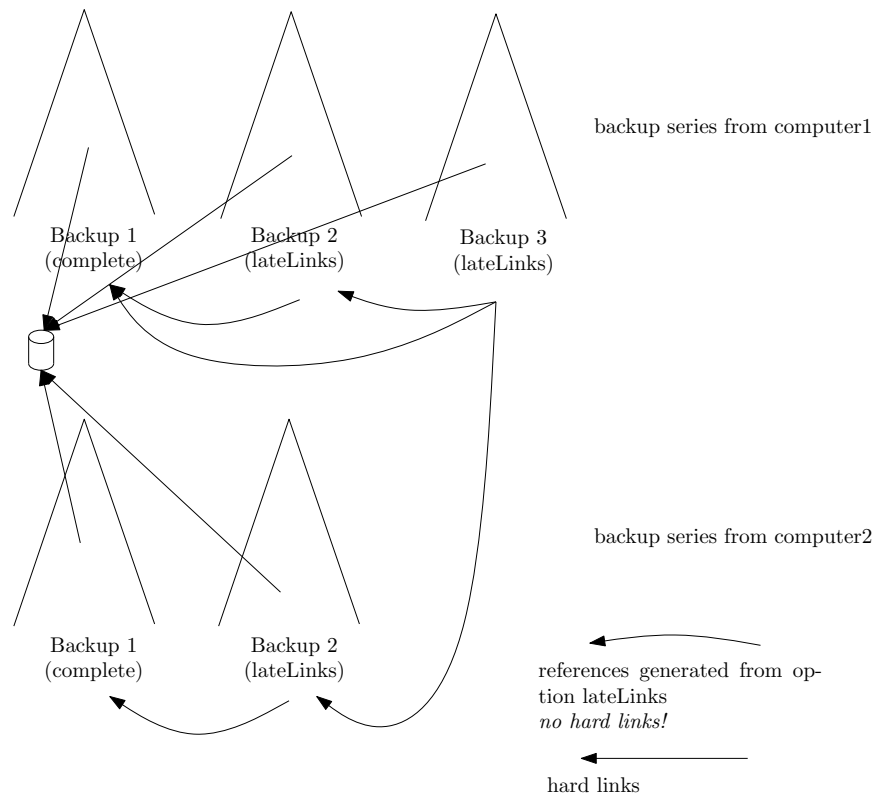 backup series from computer1
Backup 1
(complete)
Backup 2
(lateLinks)
Backup 3
(lateLinks)
backup series from computer2
Backup 1
(complete)
Backup 2
(lateLinks)
references generated from op-
tion lateLinks
no hard links!
hard links